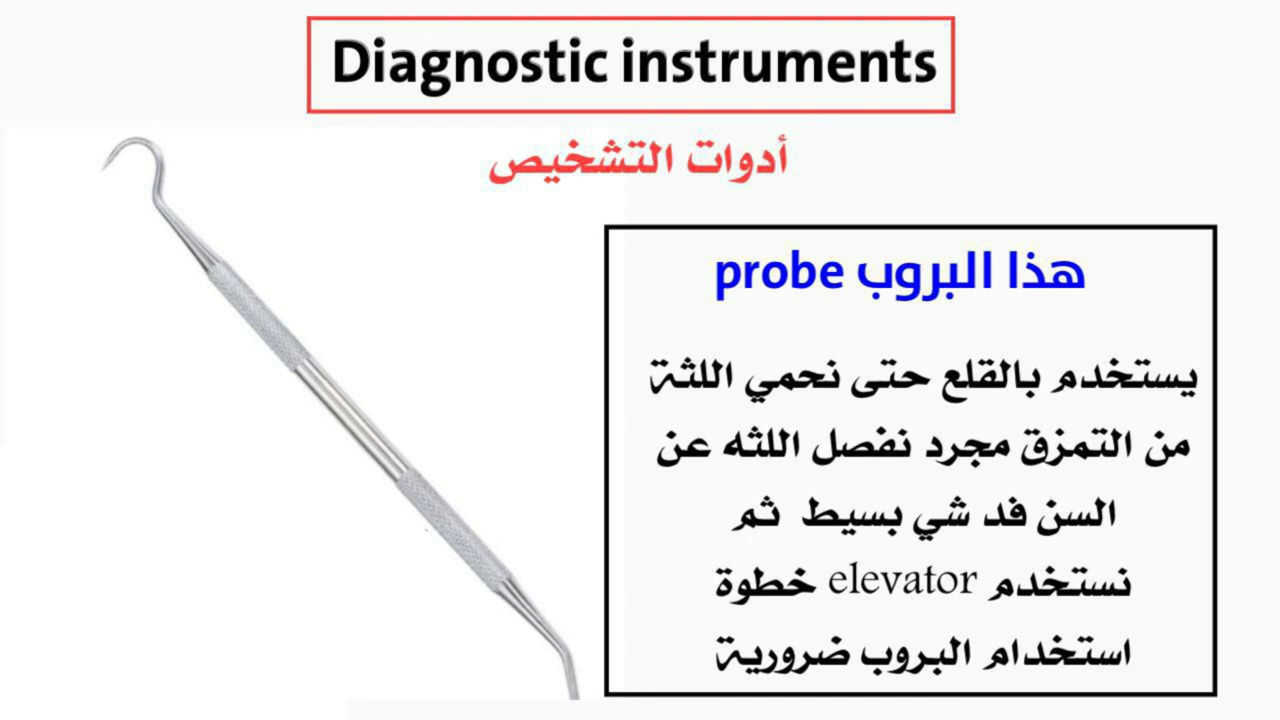 Diagnostic instruments
أدوات التشخيص
هذا البروب probe
يستخدم بالقلع حتى نحمي اللثة
من التمزق مجرد نفصل اللثه عن
السن فد شي بسيط ثم
نستخدم elevator خطوة
استخدام البروب ضرورية